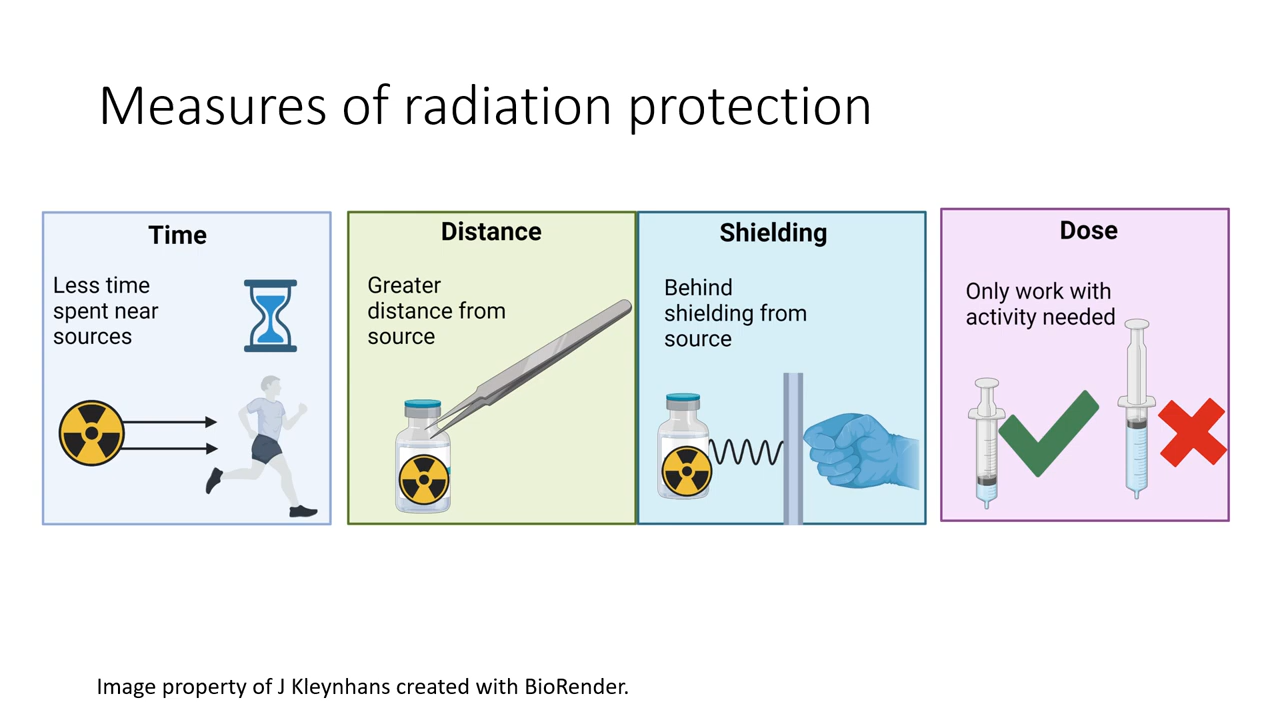 Measures of radiation protection
Time
Less time
spent near
sources
Distance
Greater
distance from
source
Shielding
Behind
shielding from
source
Dose
Only work with
activity needed
Image property of J Kleynhans created with BioRender.